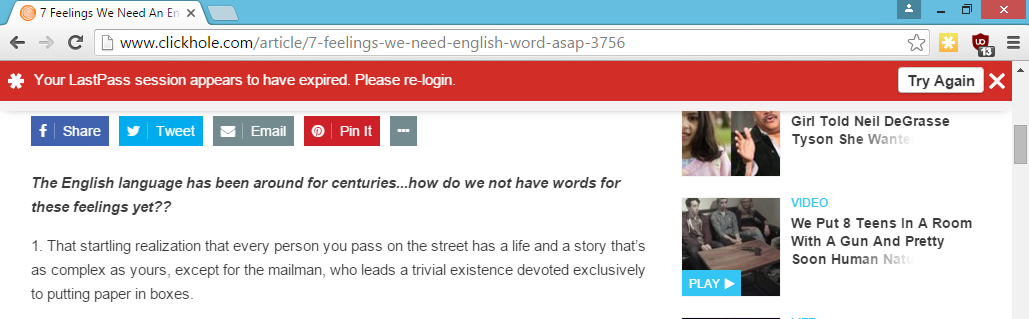 7 Feelings We Need An En
www.clickhole.com/article/7-feelings-we-need-english-word-asap-3756
13
Your LastPass session appears to have expired. Please re-login.
Try Again
Share
Tweet
Email
Pin It
The English language has been around for centuries...how do we not have words for
these feelings yet??
1. That startling realization that every person you pass on the street has a life and a story that's
as complex as yours, except for the mailman, who leads a trivial existence devoted exclusively
to putting paper in boxes.
Girl Told Neil DeGrasse
Tyson She Wante
VIDEO
We Put 8 Teens In A Room
With A Gun And Pretty
Soon Human Natu
PLAY